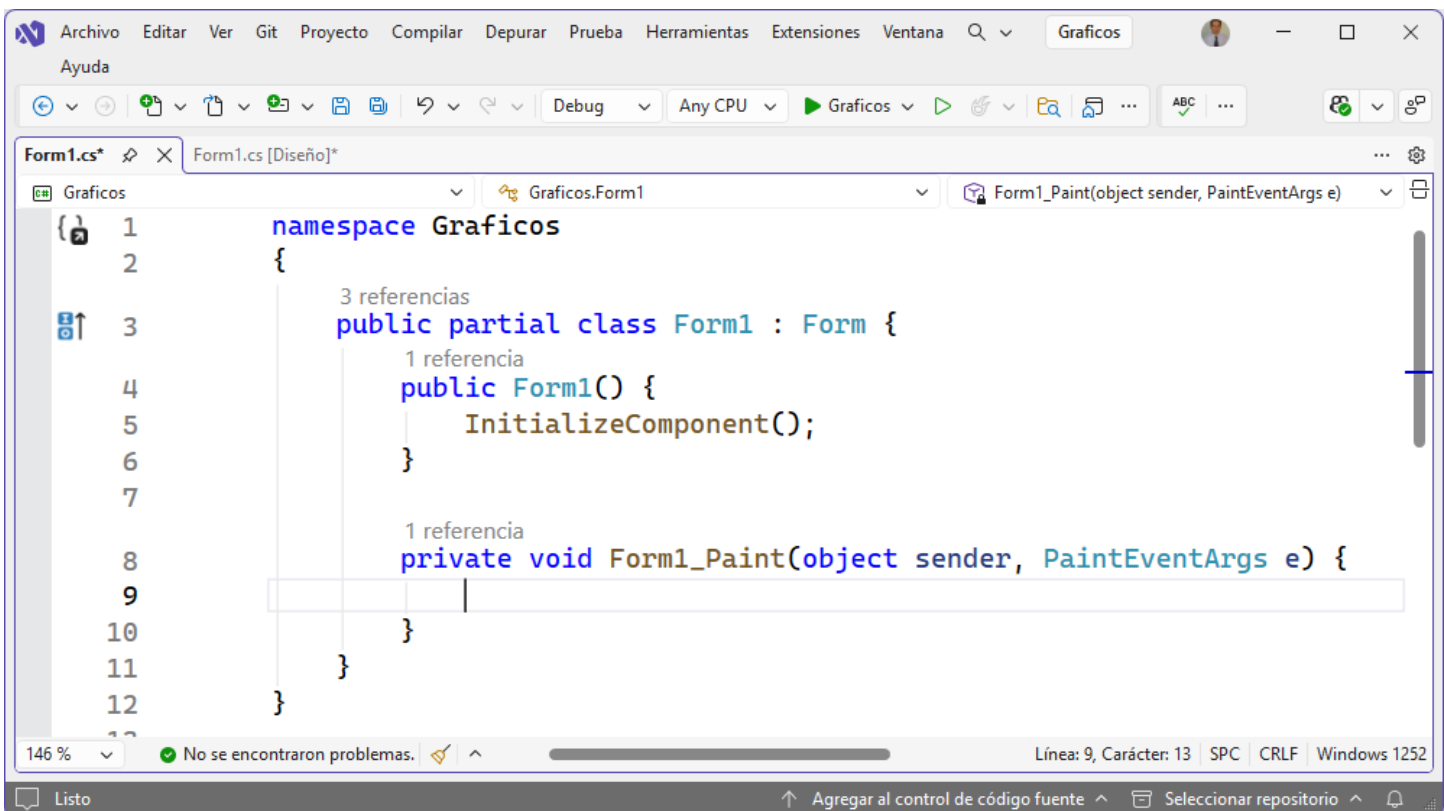 Archivo Editar Ver Git Proyecto Compilar Depurar Prueba Herramientas Extensiones Ventana Graficos
Ayuda
Debug Any CPU Graficos ABC
Form1.cs* Form1.cs [Diseño]*
C# Graficos Graficos.Form1 Form1_Paint(object sender, PaintEventArgs e)
1 namespace Graficos
2 {
3 referencias
3 public partial class Form1 : Form {
1 referencia
4 public Form1() {
5 InitializeComponent();
6 }
7
1 referencia
8 private void Form1_Paint(object sender, PaintEventArgs e) {
9
10 }
11 }
12 }
146 % No se encontraron problemas. Línea: 9, Carácter: 13 SPC CRLF Windows 1252
Listo Agregar al control de código fuente Seleccionar repositorio